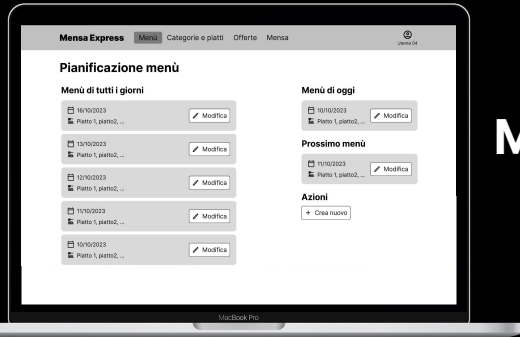 Mensa Express Menù Categorie e piatti Offerte Mensa
Utente 04
Pianificazione menù
Menù di tutti i giorni
16/10/2023
Piatto 1, piatto2, ...
Modifica
13/10/2023
Piatto 1, piatto2, ...
Modifica
12/10/2023
Piatto 1, piatto2, ...
Modifica
11/10/2023
Piatto 1, piatto2, ...
Modifica
10/10/2023
Piatto 1, piatto2, ...
Modifica
Menù di oggi
10/10/2023
Piatto 1, piatto2, ...
Modifica
Prossimo menù
11/10/2023
Piatto 1, piatto2, ...
Modifica
Azioni
+ Crea nuovo
MacBook Pro
M